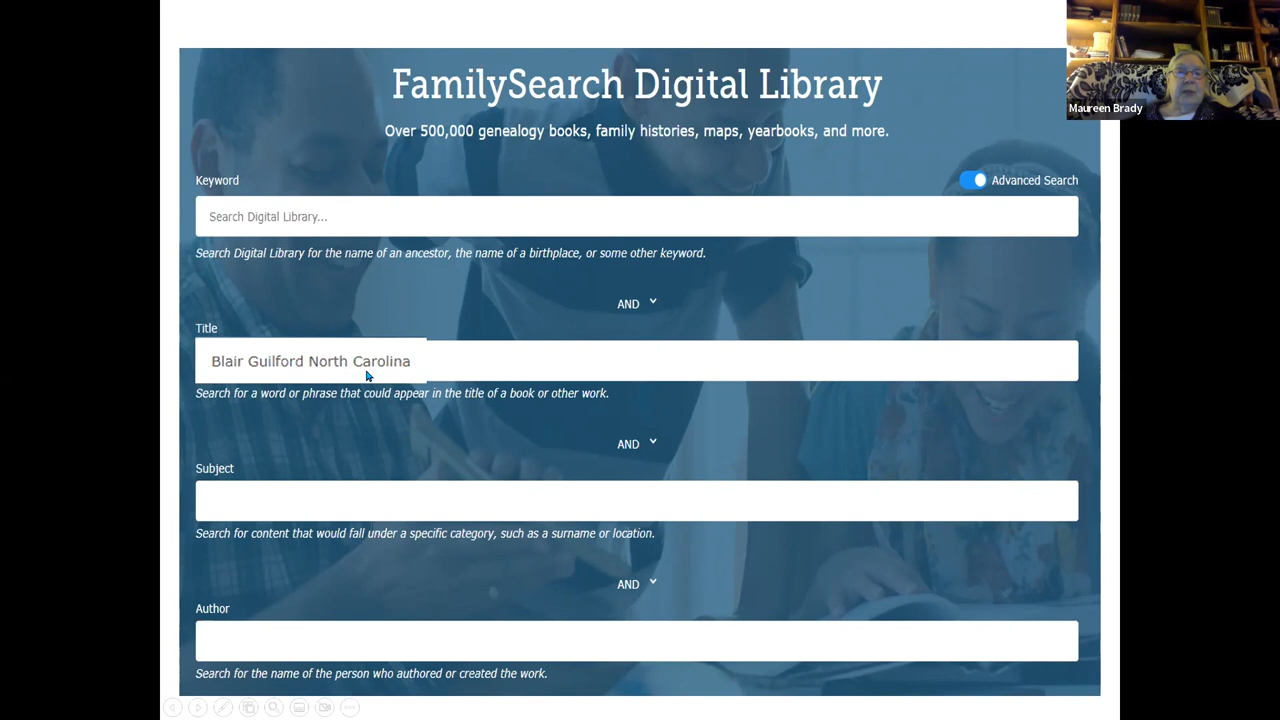 FamilySearch Digital Library
Over 500,000 genealogy books, family histories, maps, yearbooks, and more.
Maureen Brady
Keyword
Advanced Search
Search Digital Library...
Search Digital Library for the name of an ancestor, the name of a birthplace, or some other keyword.
AND
Title
Blair Guilford North Carolina
Search for a word or phrase that could appear in the title of a book or other work.
AND
Subject
Search for content that would fall under a specific category, such as a surname or location.
AND
Author
Search for the name of the person who authored or created the work.